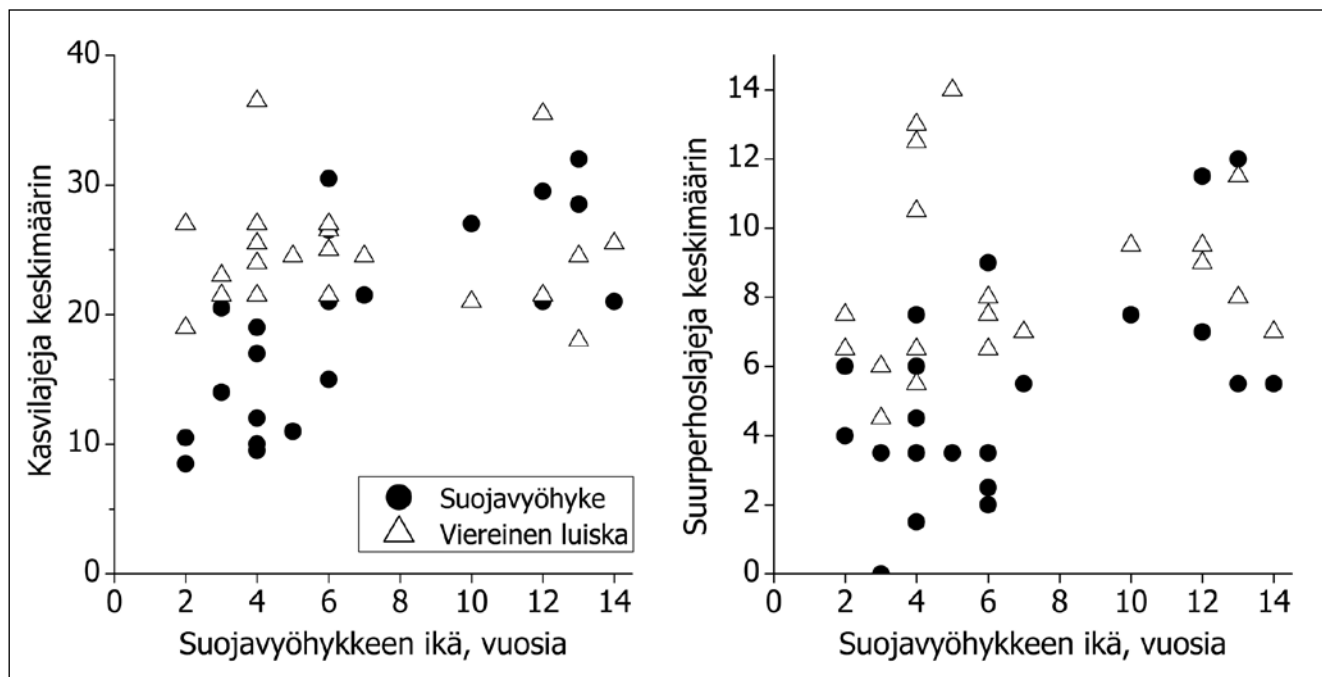 Kasvilajeja keskimäärin
40
30
20
10
0
0 2 4 6 8 10 12 14
Suojavyöhykkeen ikä, vuosia
Suojavyöhyke
Viereinen luiska
Suurperhoslajeja keskimäärin
14
12
10
8
6
4
2
0
0 2 4 6 8 10 12 14
Suojavyöhykkeen ikä, vuosia